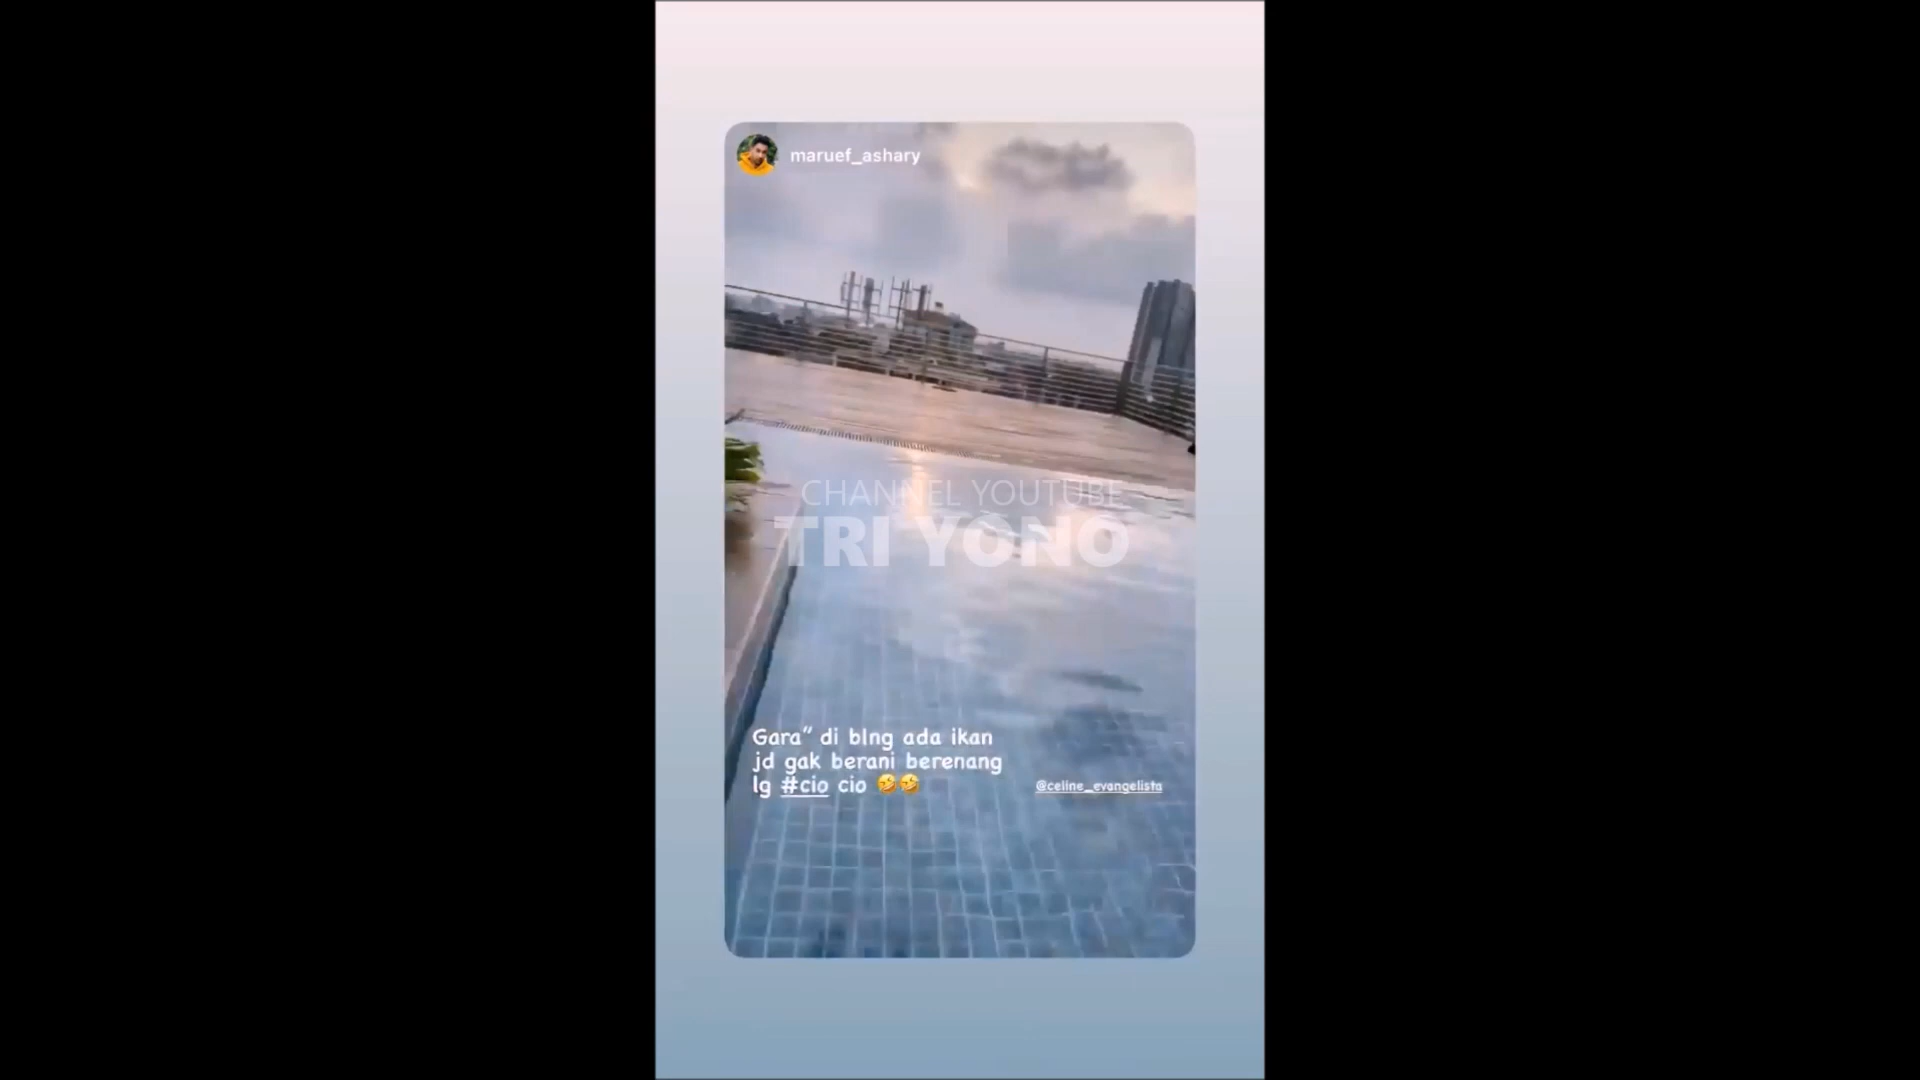 maruef_ashary
CHANNEL YOUTUBE
TRI YONO
Gara” di blng ada ikan
jd gak berani berenang
lg #cio cio 🤣🤣
@celine_evangelista